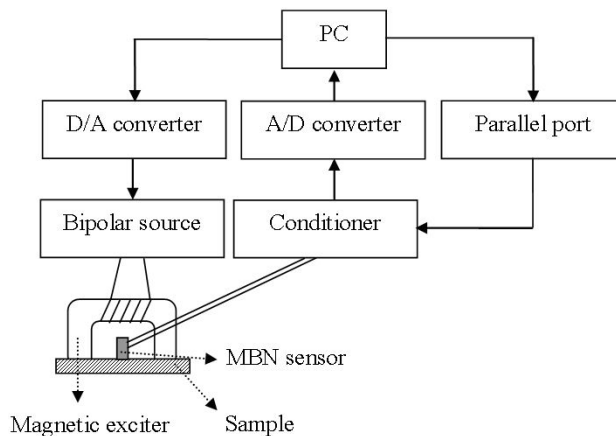 PC
D/A converter
A/D converter
Parallel port
Bipolar source
Conditioner
MBN sensor
Magnetic exciter
Sample